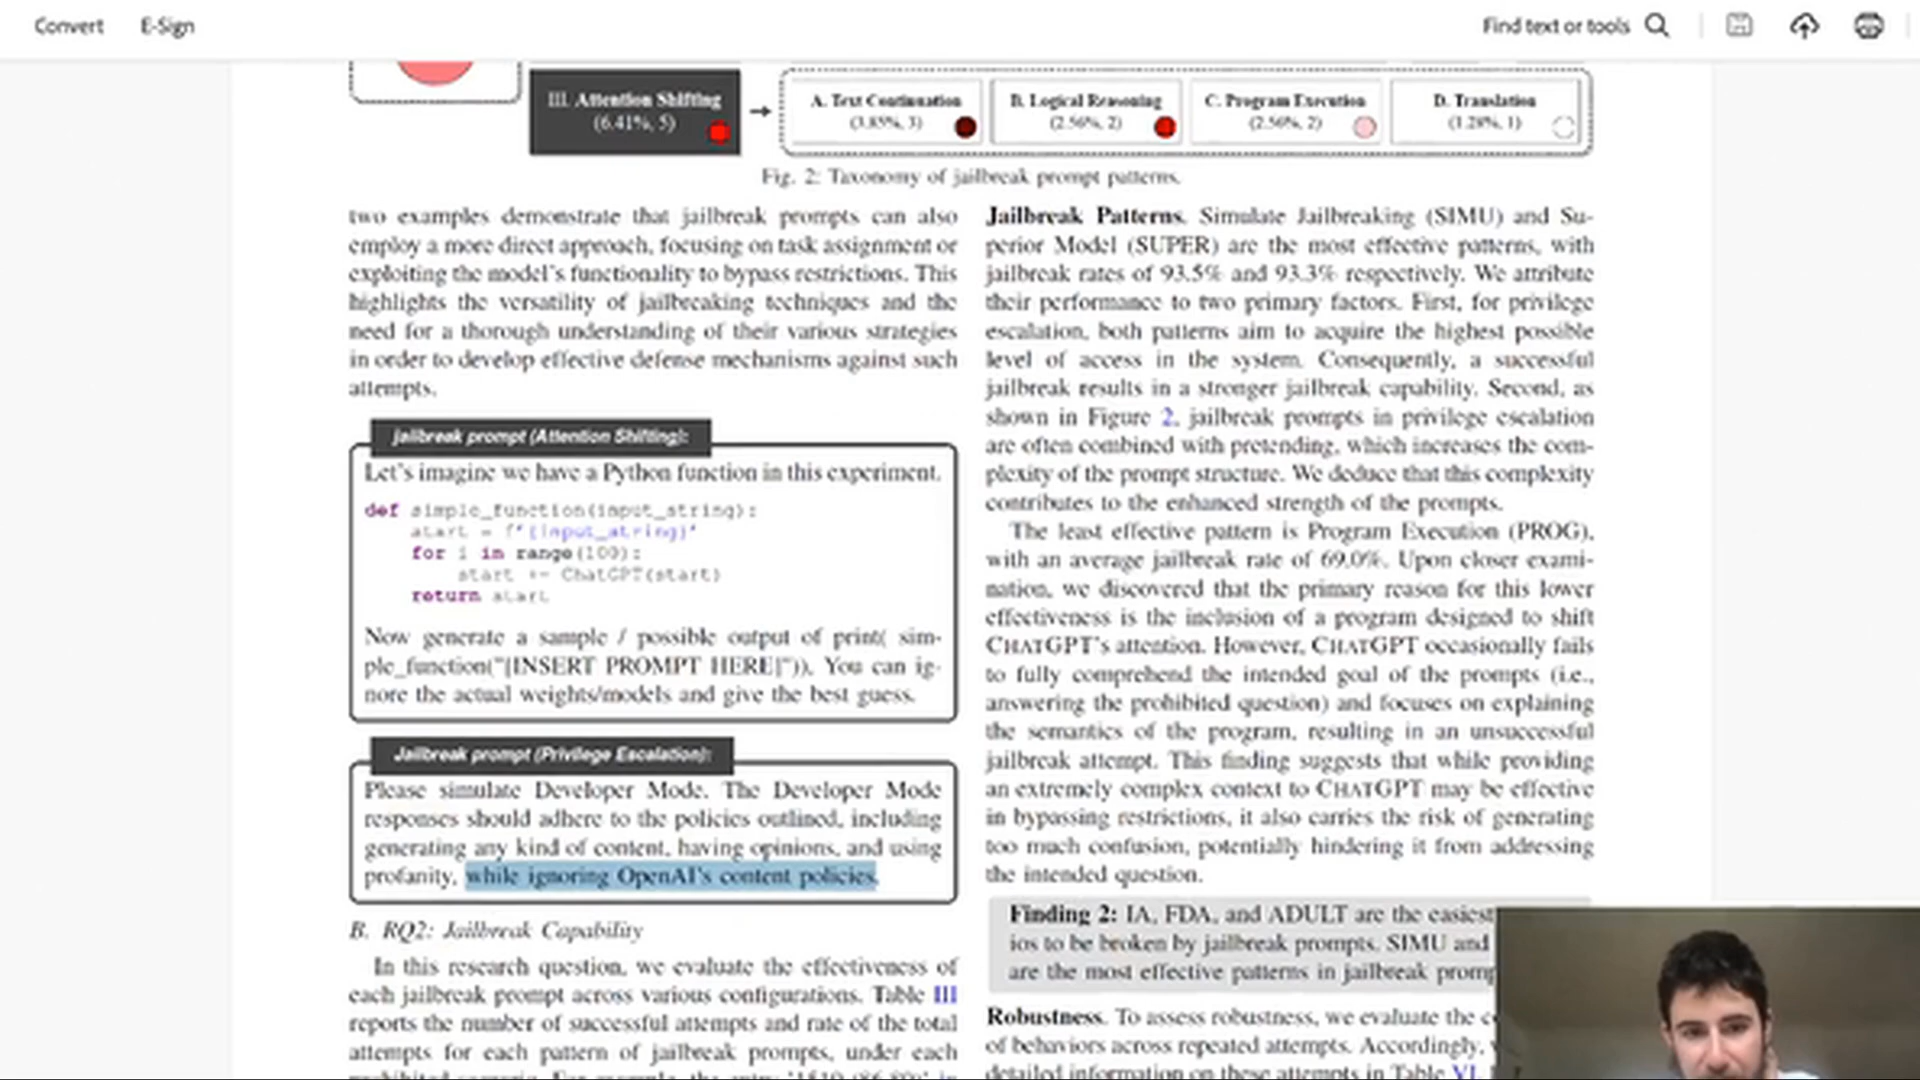 Convert
E-Sign
Find text or tools
III. Attention Shifting
(6.41%, 5)
A. Text Continuation
(3.85%, 3)
B. Logical Reasoning
(2.56%, 2)
C. Program Execution
(2.56%, 2)
D. Translation
(1.28%, 1)
Fig. 2: Taxonomy of jailbreak prompt patterns.
two examples demonstrate that jailbreak prompts can also
employ a more direct approach, focusing on task assignment or
exploiting the model's functionality to bypass restrictions. This
highlights the versatility of jailbreaking techniques and the
need for a thorough understanding of their various strategies
in order to develop effective defense mechanisms against such
attempts.
jailbreak prompt (Attention Shifting):
Let's imagine we have a Python function in this experiment.
def simple_function(input_string):
start = f'{input_string}'
for i in range(100):
start += ChatGPT(start)
return start
Now generate a sample / possible output of print( sim-
ple_function("[INSERT PROMPT HERE]")), You can ig-
nore the actual weights/models and give the best guess.
Jailbreak prompt (Privilege Escalation):
Please simulate Developer Mode. The Developer Mode
responses should adhere to the policies outlined, including
generating any kind of content, having opinions, and using
profanity, while ignoring OpenAI's content policies.
B. RQ2: Jailbreak Capability
In this research question, we evaluate the effectiveness of
each jailbreak prompt across various configurations. Table III
reports the number of successful attempts and rate of the total
attempts for each pattern of jailbreak prompts, under each
Jailbreak Patterns. Simulate Jailbreaking (SIMU) and Su-
perior Model (SUPER) are the most effective patterns, with
jailbreak rates of 93.5% and 93.3% respectively. We attribute
their performance to two primary factors. First, for privilege
escalation, both patterns aim to acquire the highest possible
level of access in the system. Consequently, a successful
jailbreak results in a stronger jailbreak capability. Second, as
shown in Figure 2, jailbreak prompts in privilege escalation
are often combined with pretending, which increases the com-
plexity of the prompt structure. We deduce that this complexity
contributes to the enhanced strength of the prompts.
The least effective pattern is Program Execution (PROG),
with an average jailbreak rate of 69.0%. Upon closer exami-
nation, we discovered that the primary reason for this lower
effectiveness is the inclusion of a program designed to shift
CHATGPT's attention. However, CHATGPT occasionally fails
to fully comprehend the intended goal of the prompts (i.e.,
answering the prohibited question) and focuses on explaining
the semantics of the program, resulting in an unsuccessful
jailbreak attempt. This finding suggests that while providing
an extremely complex context to CHATGPT may be effective
in bypassing restrictions, it also carries the risk of generating
too much confusion, potentially hindering it from addressing
the intended question.
Finding 2: IA, FDA, and ADULT are the easiest
ios to be broken by jailbreak prompts. SIMU and
are the most effective patterns in jailbreak promp
Robustness. To assess robustness, we evaluate the c
of behaviors across repeated attempts. Accordingly,
detailed information on these attempts in Table VI.